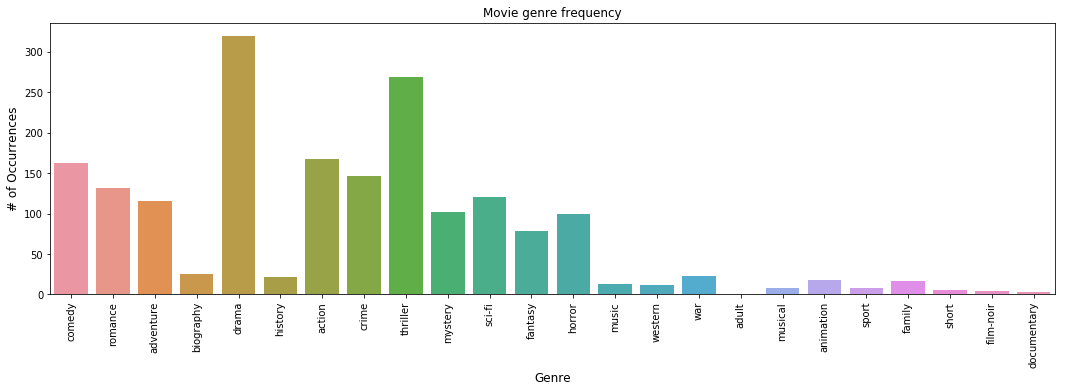 Movie genre frequency
# of Occurrences
300
250
200
150
100
50
0
comedy
romance
adventure
biography
drama
history
action
crime
thriller
mystery
sci-fi
fantasy
horror
music
western
war
adult
musical
animation
sport
family
short
film-noir
documentary
Genre